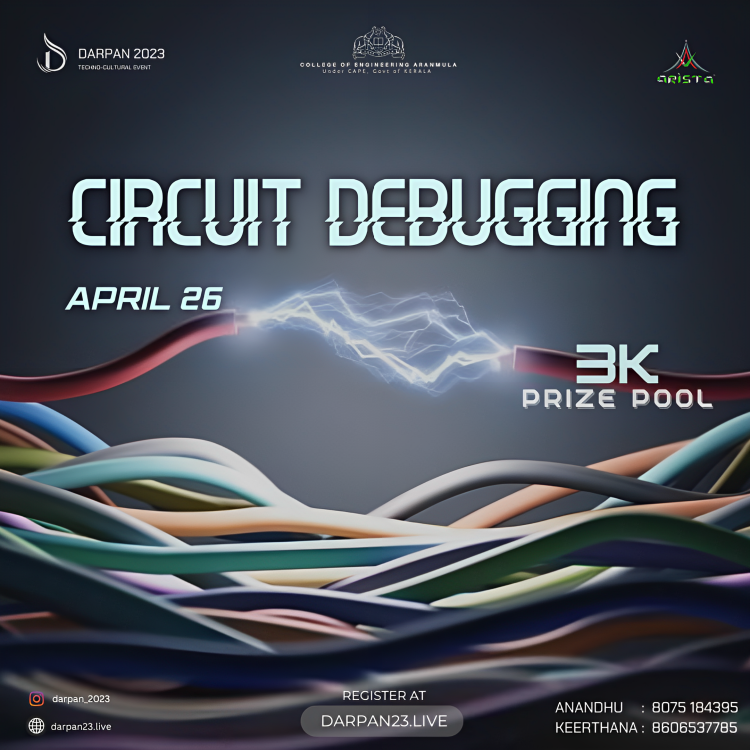 DARPAN 2023
TECHNO-CULTURAL EVENT
COLLEGE OF ENGINEERING ARANMULA
Under CAPE, Govt of KERALA
ARISTA
CIRCUIT DEBUGGING
APRIL 26
3K
PRIZE POOL
darpan_2023
darpan23.live
REGISTER AT
DARPAN23.LIVE
ANANDHU : 8075 184395
KEERTHANA : 8606537785